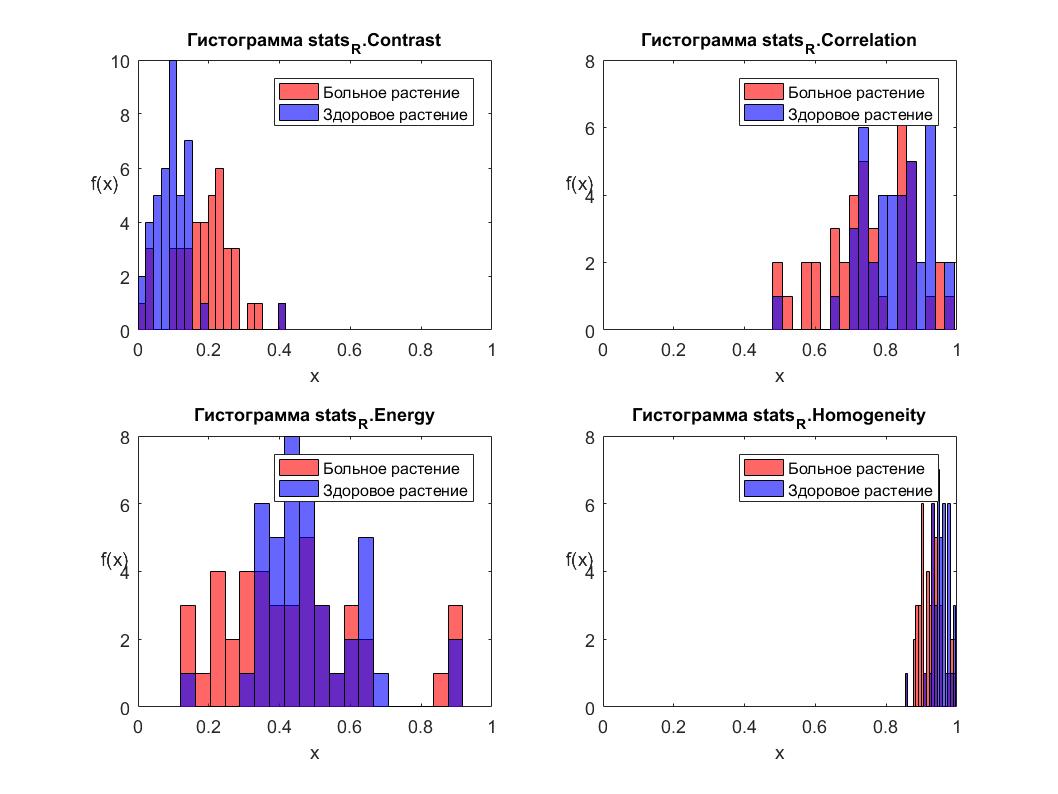 Гистограмма stats_R.Contrast
10
8
6
4
2
0
f(x)
Больное растение
Здоровое растение
0 0.2 0.4 0.6 0.8 1
x
Гистограмма stats_R.Correlation
8
6
4
2
0
f(x)
Больное растение
Здоровое растение
0 0.2 0.4 0.6 0.8 1
x
Гистограмма stats_R.Energy
8
6
4
2
0
f(x)
Больное растение
Здоровое растение
0 0.2 0.4 0.6 0.8 1
x
Гистограмма stats_R.Homogeneity
8
6
4
2
0
f(x)
Больное растение
Здоровое растение
0 0.2 0.4 0.6 0.8 1
x